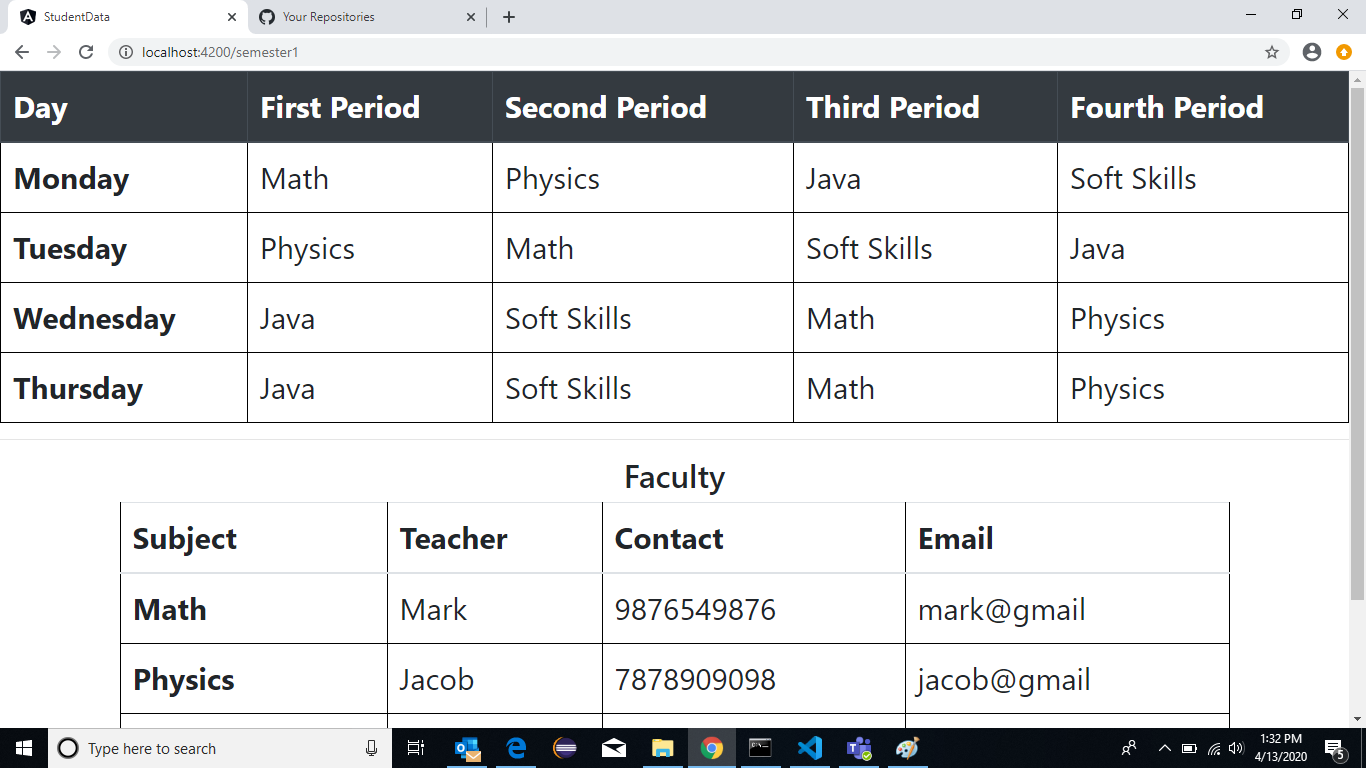 StudentData
Your Repositories
localhost:4200/semester1
Day First Period Second Period Third Period Fourth Period
Monday Math Physics Java Soft Skills
Tuesday Physics Math Soft Skills Java
Wednesday Java Soft Skills Math Physics
Thursday Java Soft Skills Math Physics
Faculty
Subject Teacher Contact Email
Math Mark 9876549876 mark@gmail
Physics Jacob 7878909098 jacob@gmail
Type here to search
1:32 PM
4/13/2020
5